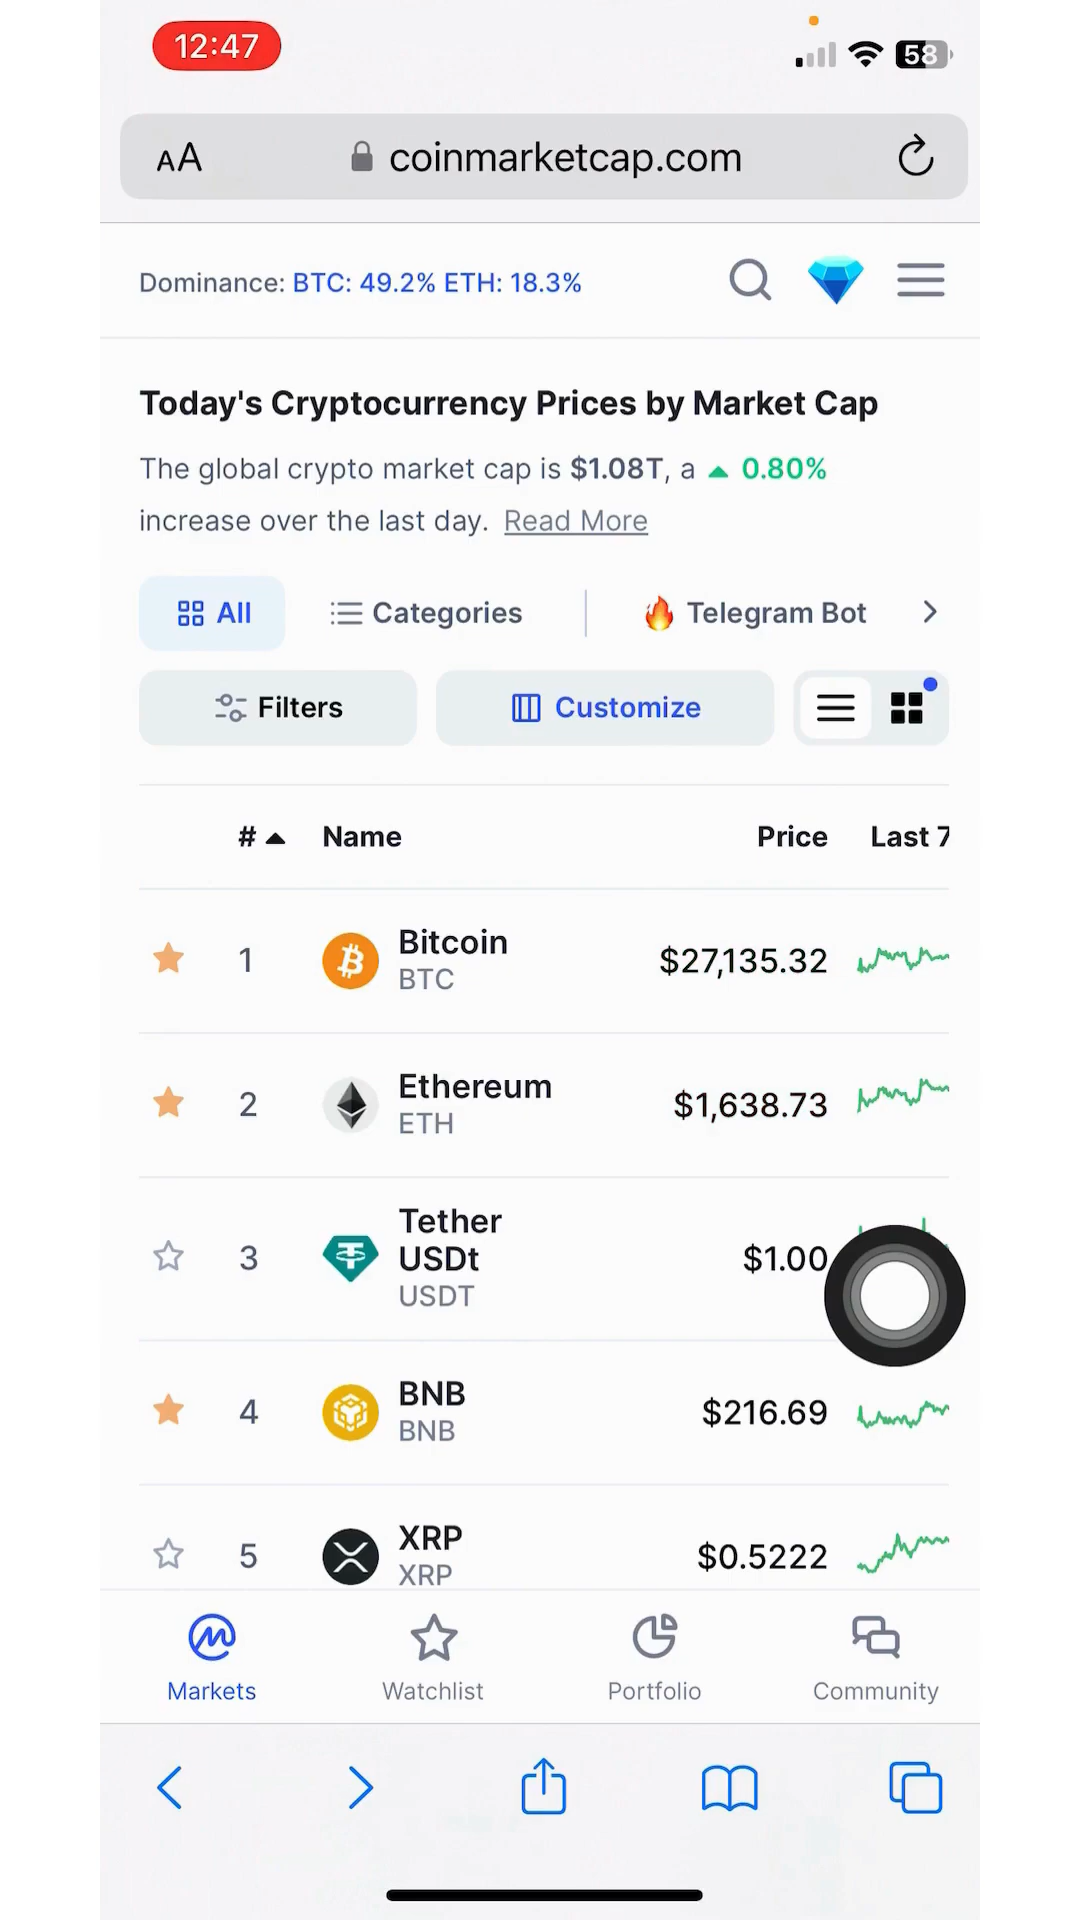 12:47
58
AA coinmarketcap.com
Dominance: BTC: 49.2% ETH: 18.3%
Today's Cryptocurrency Prices by Market Cap
The global crypto market cap is $1.08T, a ▲ 0.80%
increase over the last day. Read More
All Categories Telegram Bot
Filters Customize
# Name Price Last 7
1 Bitcoin $27,135.32
BTC
2 Ethereum $1,638.73
ETH
3 Tether
USDt $1.00
USDT
4 BNB $216.69
BNB
5 XRP $0.5222
XRP
Markets Watchlist Portfolio Community